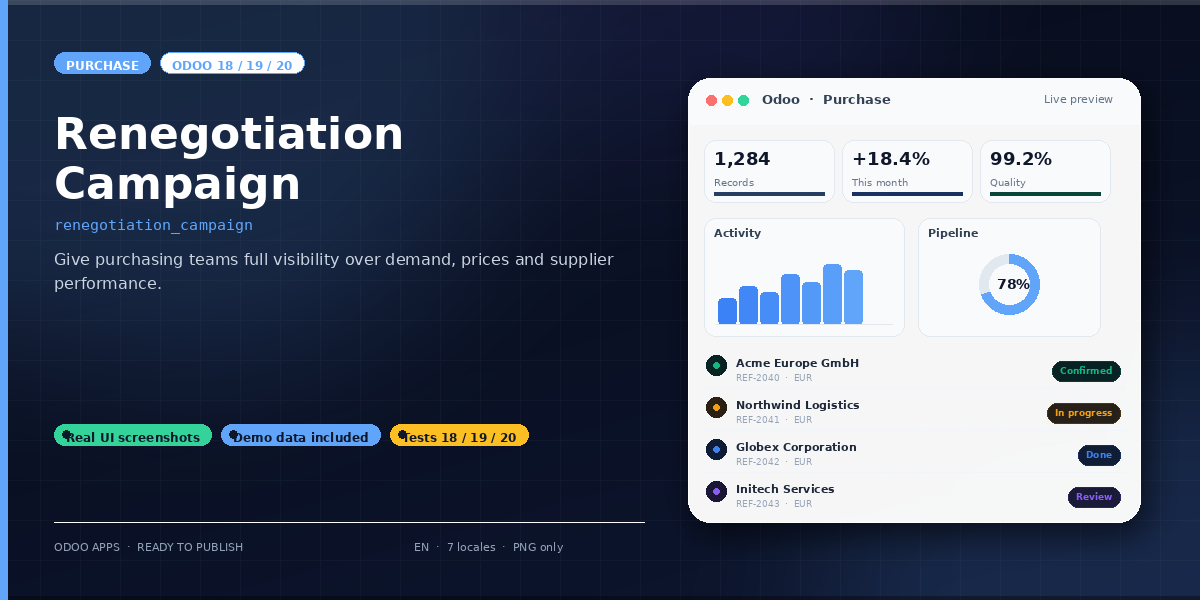 PURCHASE
ODOO 18 / 19 / 20
Renegotiation
Campaign
renegotiation_campaign
Give purchasing teams full visibility over demand, prices and supplier
performance.
Real UI screenshots
Demo data included
Tests 18 / 19 / 20
ODOO APPS · READY TO PUBLISH
EN · 7 locales · PNG only
Odoo · Purchase
Live preview
1,284
Records
+18.4%
This month
99.2%
Quality
Activity
Pipeline
78%
Acme Europe GmbH
REF-2040 · EUR
Confirmed
Northwind Logistics
REF-2041 · EUR
In progress
Globex Corporation
REF-2042 · EUR
Done
Initech Services
REF-2043 · EUR
Review